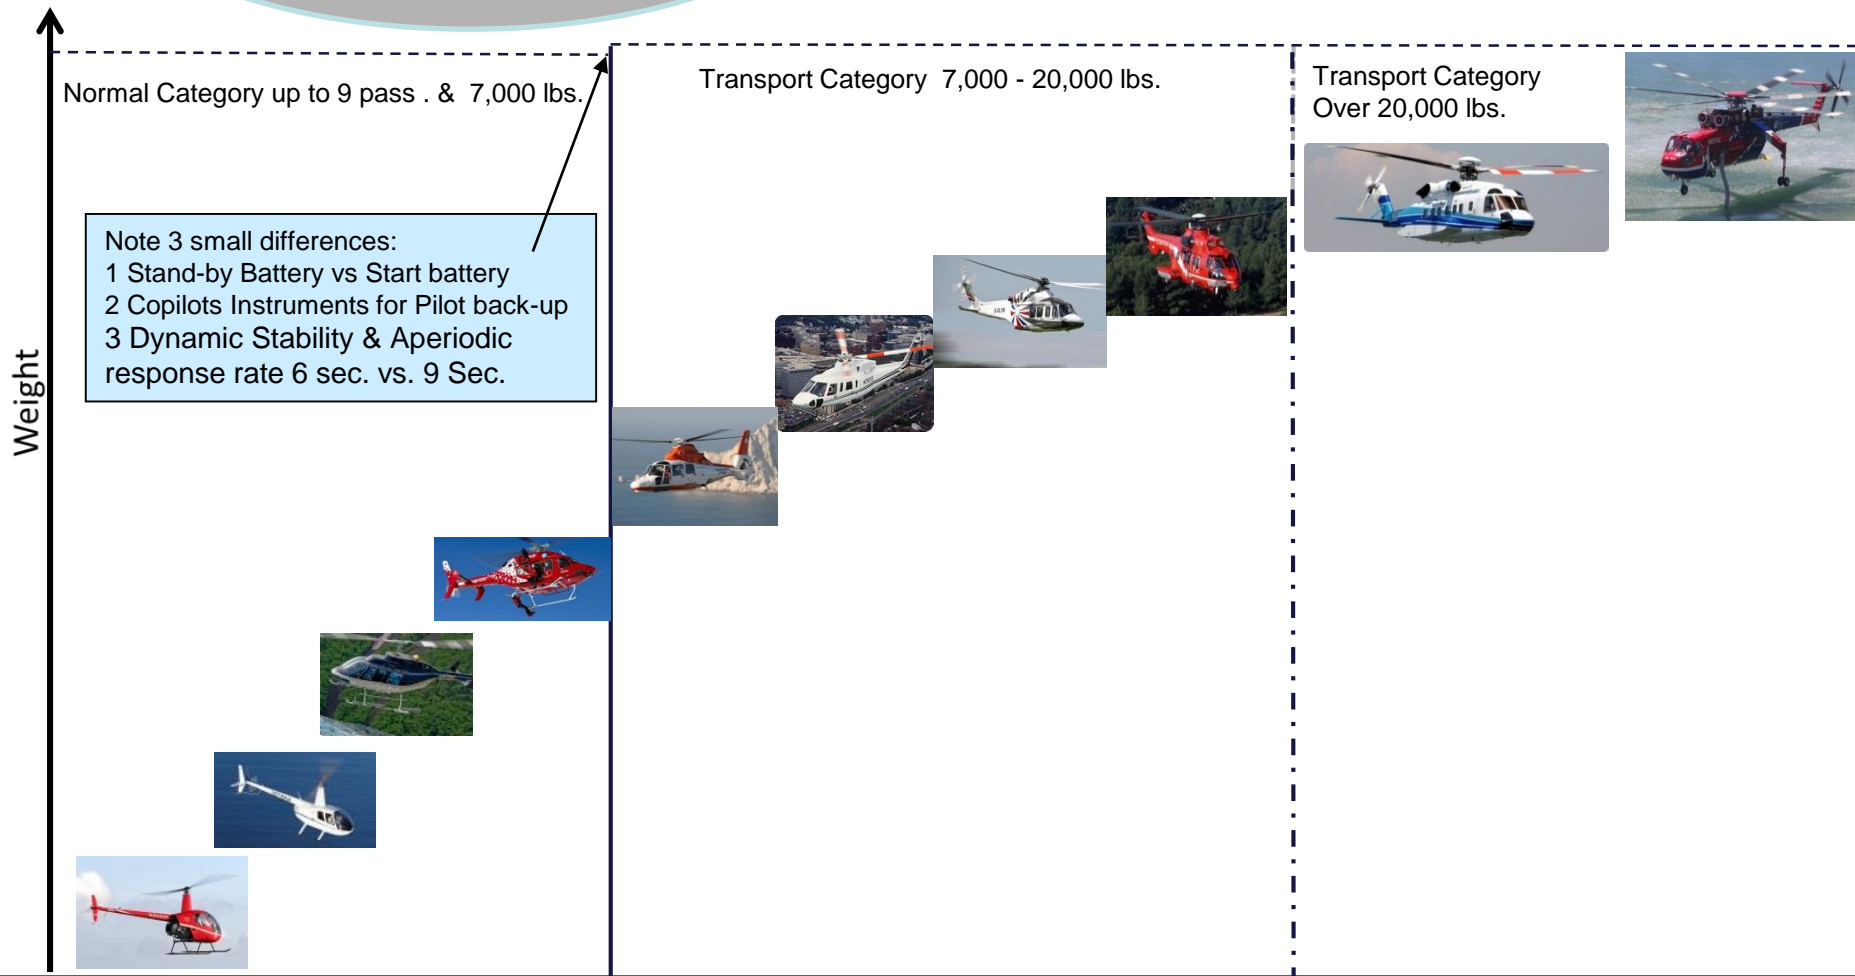 Normal Category up to 9 pass . & 7,000 lbs.
Transport Category 7,000 - 20,000 lbs.
Transport Category
Over 20,000 lbs.
Note 3 small differences:
1 Stand-by Battery vs Start battery
2 Copilots Instruments for Pilot back-up
3 Dynamic Stability & Aperiodic
response rate 6 sec. vs. 9 Sec.
Weight